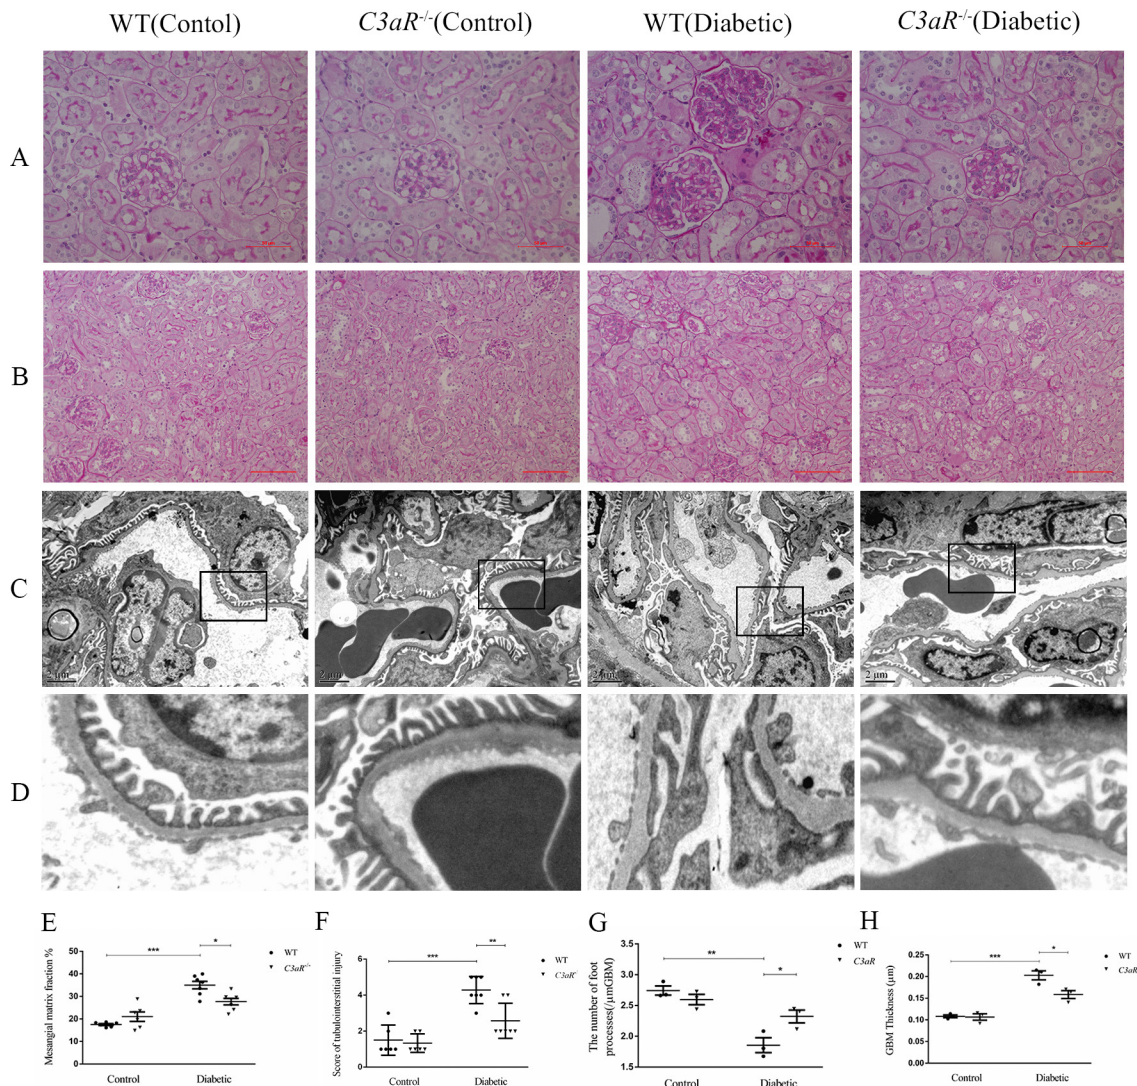 WT(Contol) C3aR-/-(Control) WT(Diabetic) C3aR-/-(Diabetic)
A
B
C
2 μm 2 μm 2 μm 2 μm
D
E
Mesangial matrix fraction %
50
40
30
20
10
0
*** *
WT
C3aR-/-
Control Diabetic
F
Score of tubulointerstitial injury
6
4
2
0
*** **
WT
C3aR-
Control Diabetic
G
The number of foot
processes(/μmGBM)
3.0
2.5
2.0
1.5
** *
WT
C3aR
Control Diabetic
H
GBM Thickness (μm)
0.25
0.20
0.15
0.10
0.05
0.00
*** *
WT
C3aR
Control Diabetic